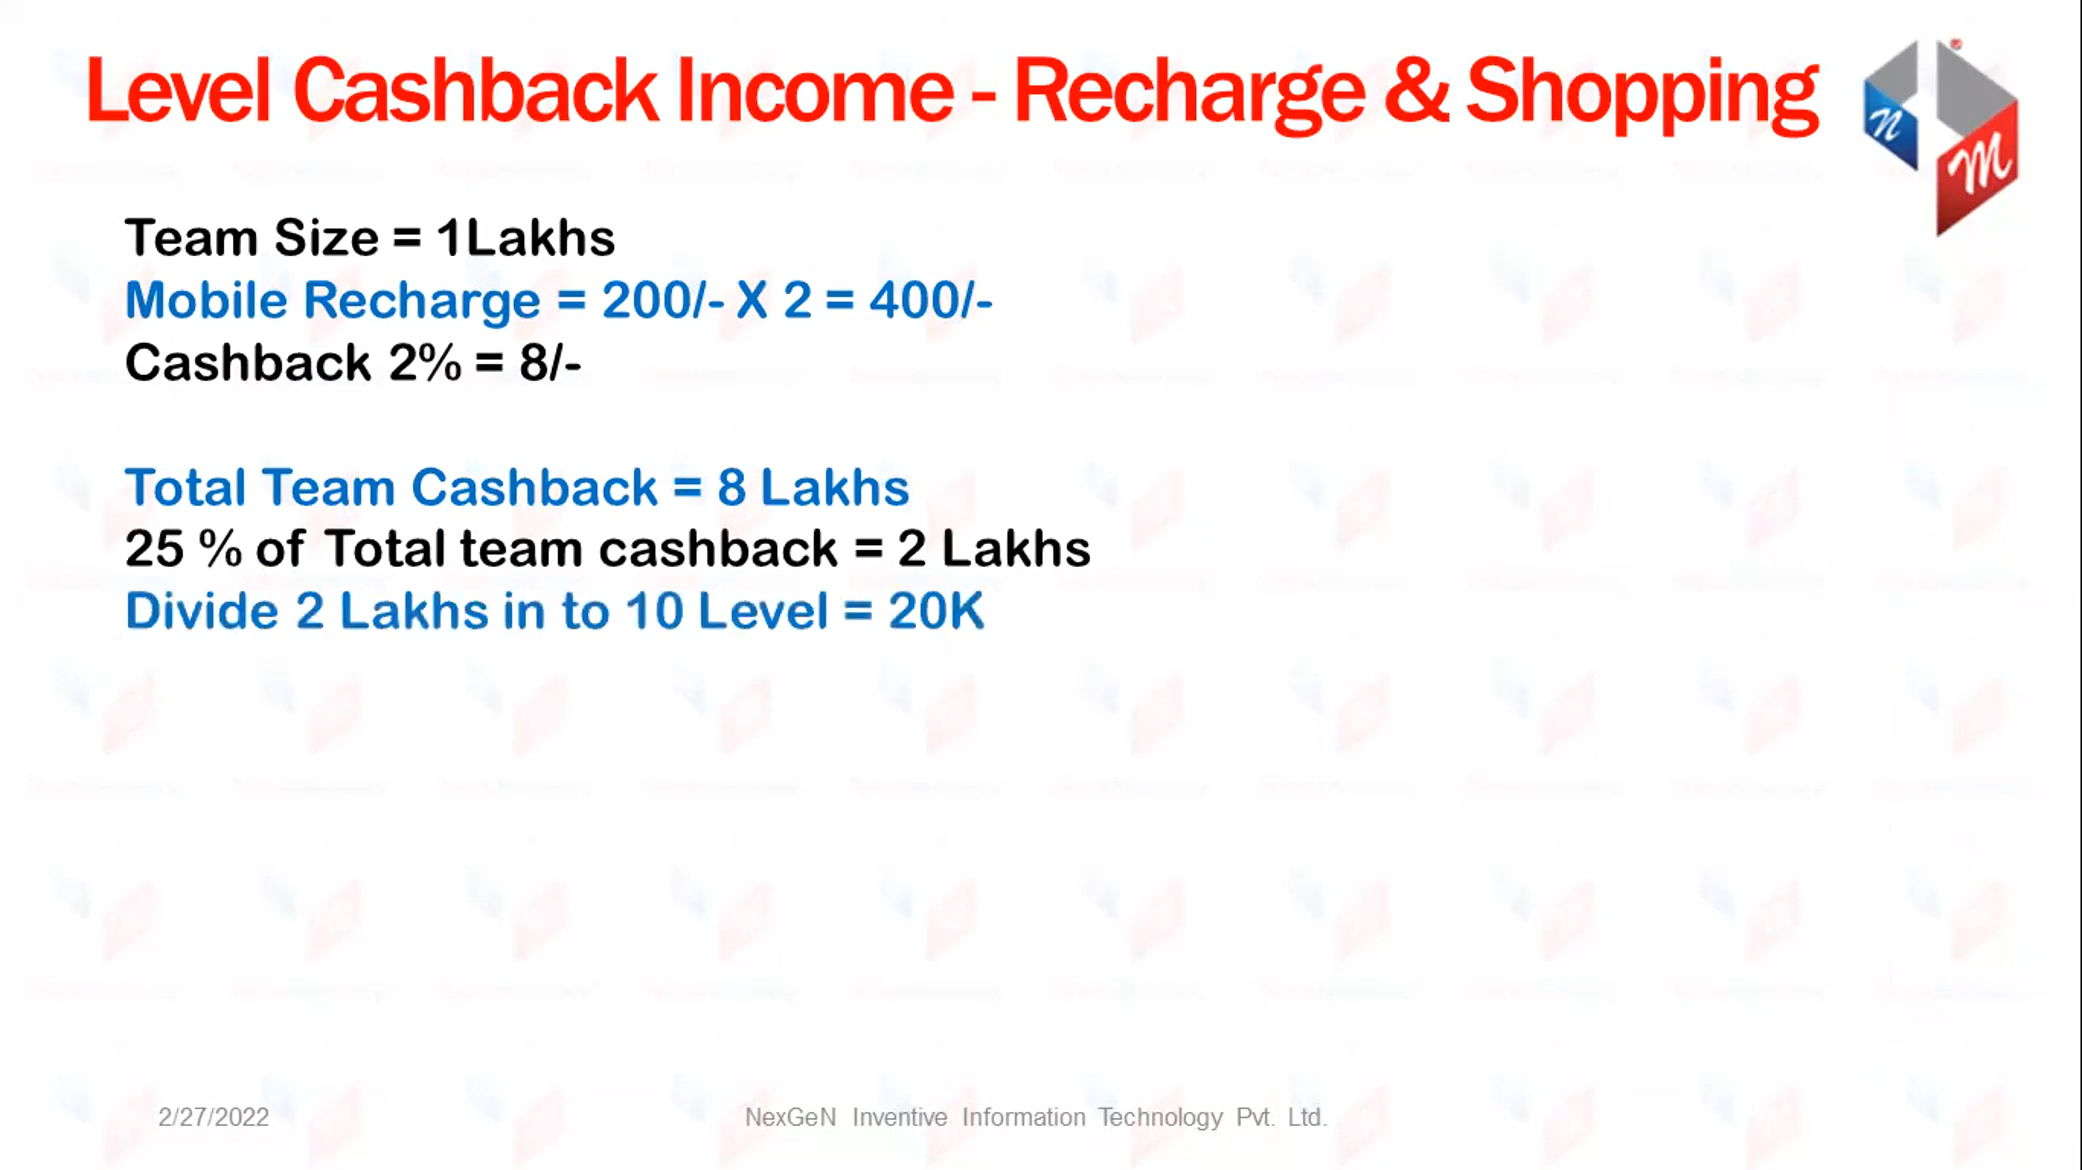 Level Cashback Income - Recharge & Shopping
n
M
Team Size = 1Lakhs
Mobile Recharge = 200/- X 2 = 400/-
Cashback 2% = 8/-
Total Team Cashback = 8 Lakhs
25 % of Total team cashback = 2 Lakhs
Divide 2 Lakhs in to 10 Level = 20K
2/27/2022
NexGeN Inventive Information Technology Pvt. Ltd.